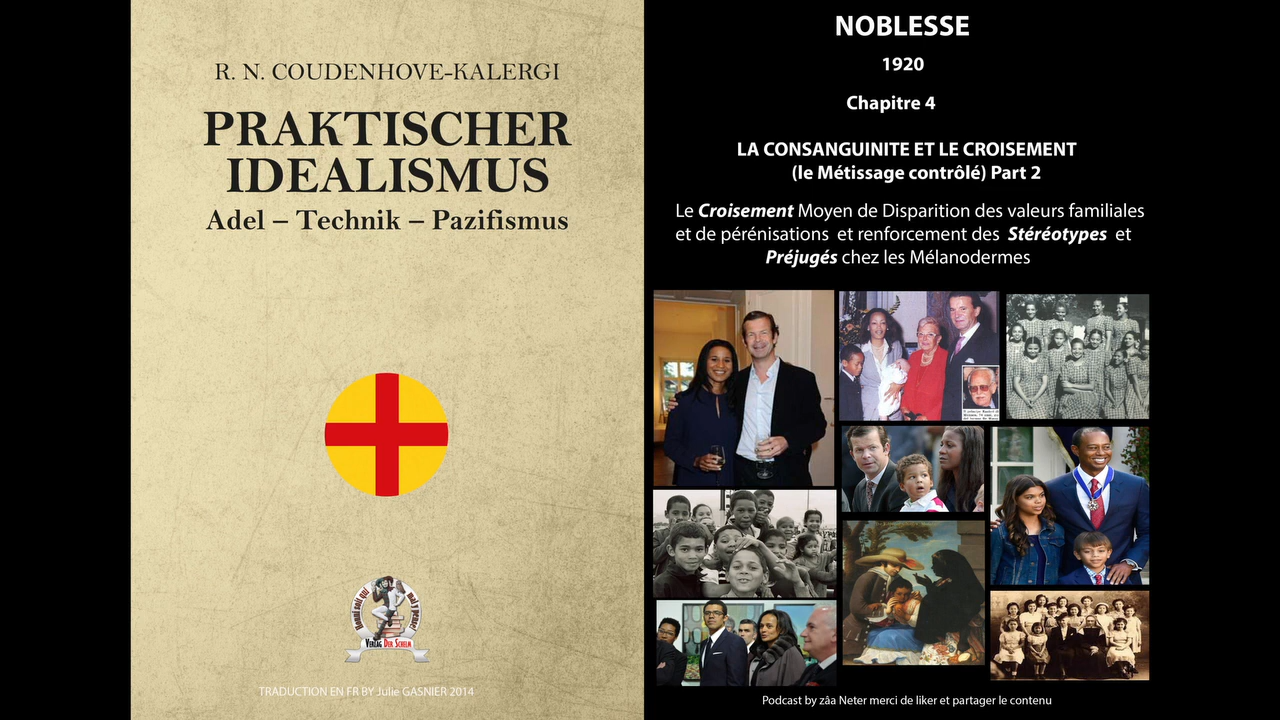 R. N. COUDENHOVE-KALERGI
PRAKTISCHER
IDEALISMUS
Adel – Technik – Pazifismus
VERLAG DER SCHELM
TRADUCTION EN FR BY Julie GASNIER 2014
NOBLESSE
1920
Chapitre 4
LA CONSANGUINITE ET LE CROISEMENT
(le Métissage contrôlé) Part 2
Le Croisement Moyen de Disparition des valeurs familiales
et de pérénisations et renforcement des Stéréotypes et
Préjugés chez les Mélanodermes
Podcast by zâa Neter merci de liker et partager le contenu